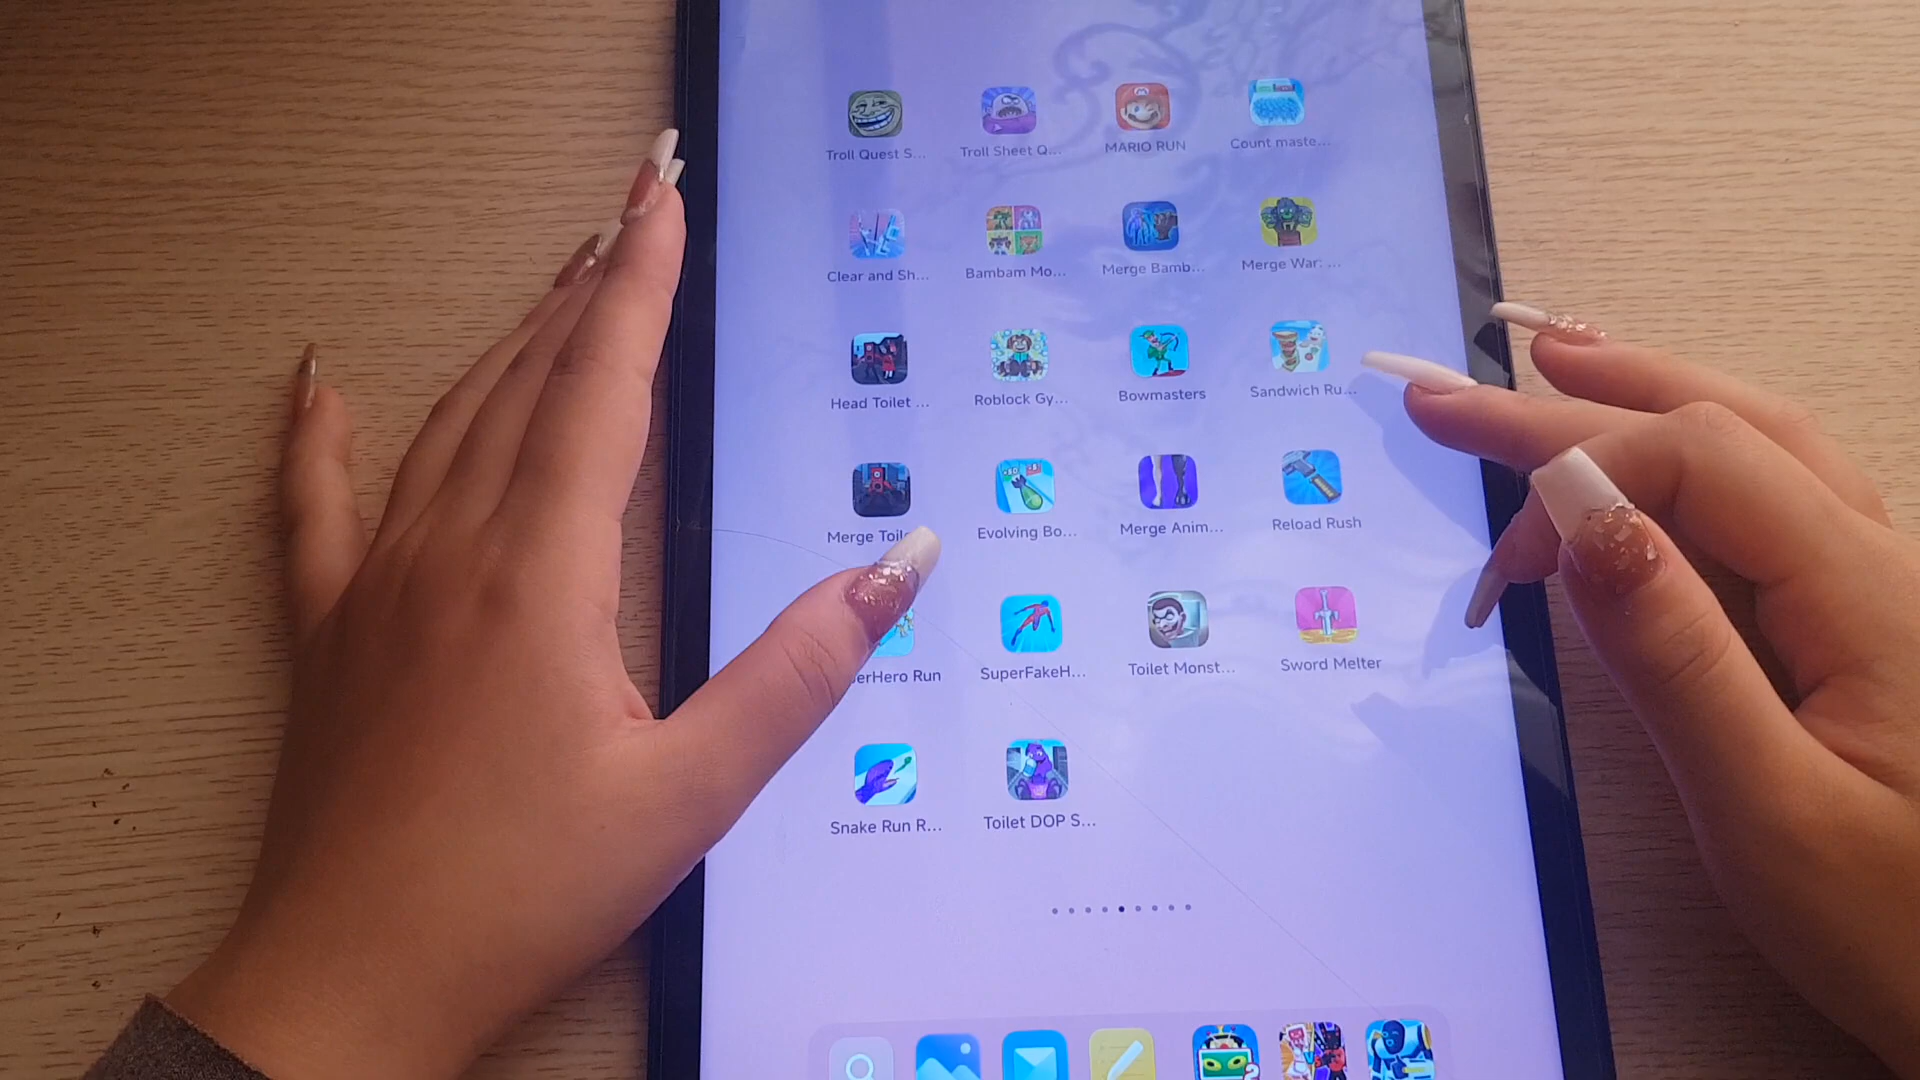 Troll Quest S...
Troll Sheet Q...
MARIO RUN
Count maste...
Clear and Sh...
Bambam Mo...
Merge Bamb...
Merge War: ...
Head Toilet ...
Roblock Gy...
Bowmasters
Sandwich Ru...
Merge Toile
Evolving Bo...
Merge Anim...
Reload Rush
erHero Run
SuperFakeH...
Toilet Monst...
Sword Melter
Snake Run R...
Toilet DOP S...
2